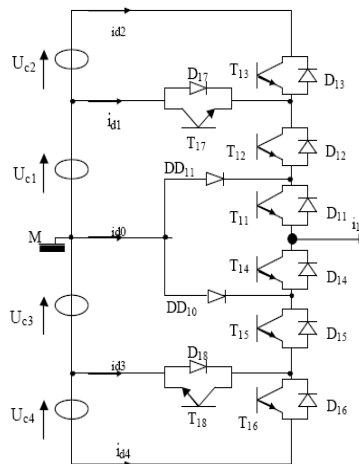 id2
Uc2
D17
T13
D13
id1
T17
T12
D12
Uc1
DD11
T11
D11
M
id0
i1
T14
D14
Uc3
DD10
T15
D15
D18
id3
Uc4
T18
T16
D16
id4